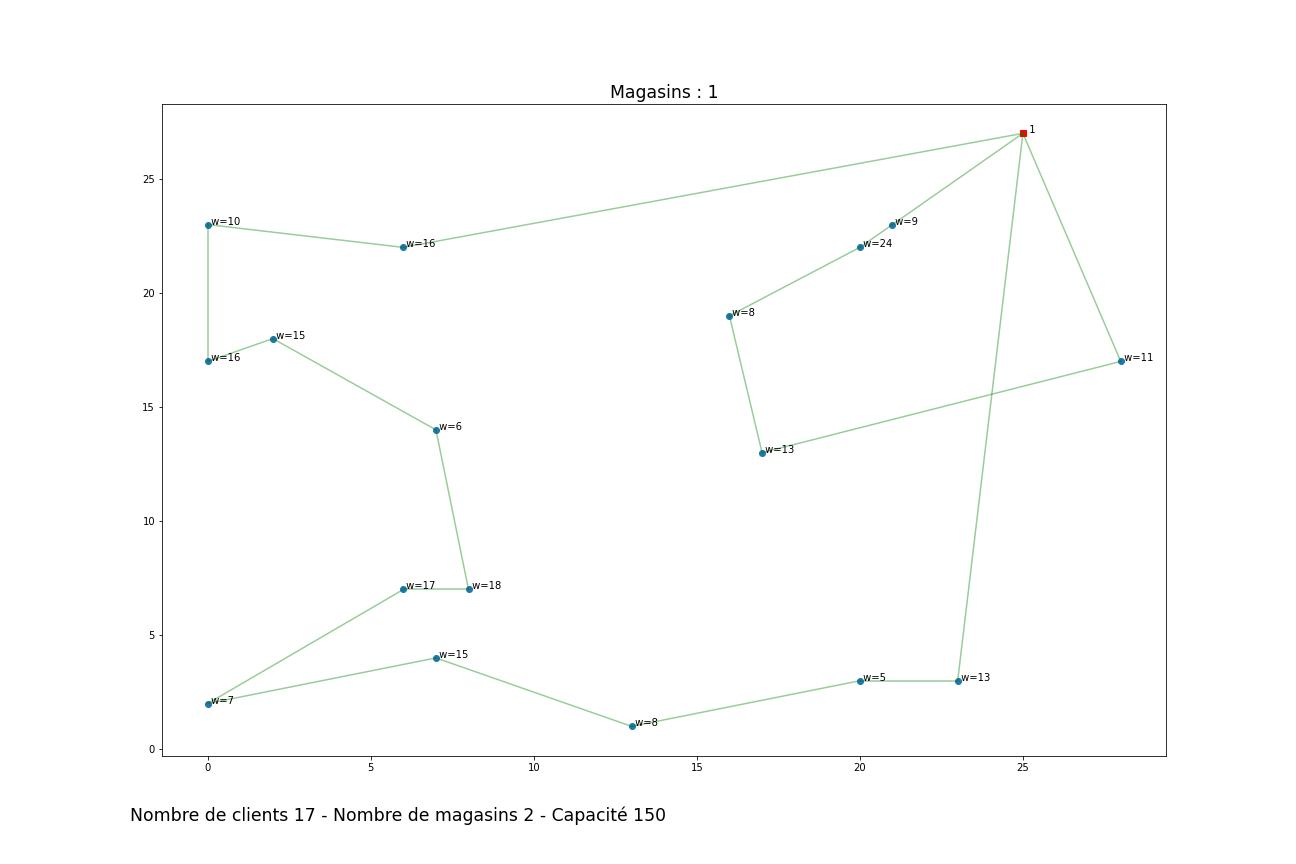 Magasins : 1
1
25
w=10
w=9
w=16
w=24
20
w=8
w=15
w=16
w=11
15
w=6
w=13
10
w=17
w=18
5
w=15
w=5
w=13
w=7
w=8
0
0 5 10 15 20 25
Nombre de clients 17 - Nombre de magasins 2 - Capacité 150